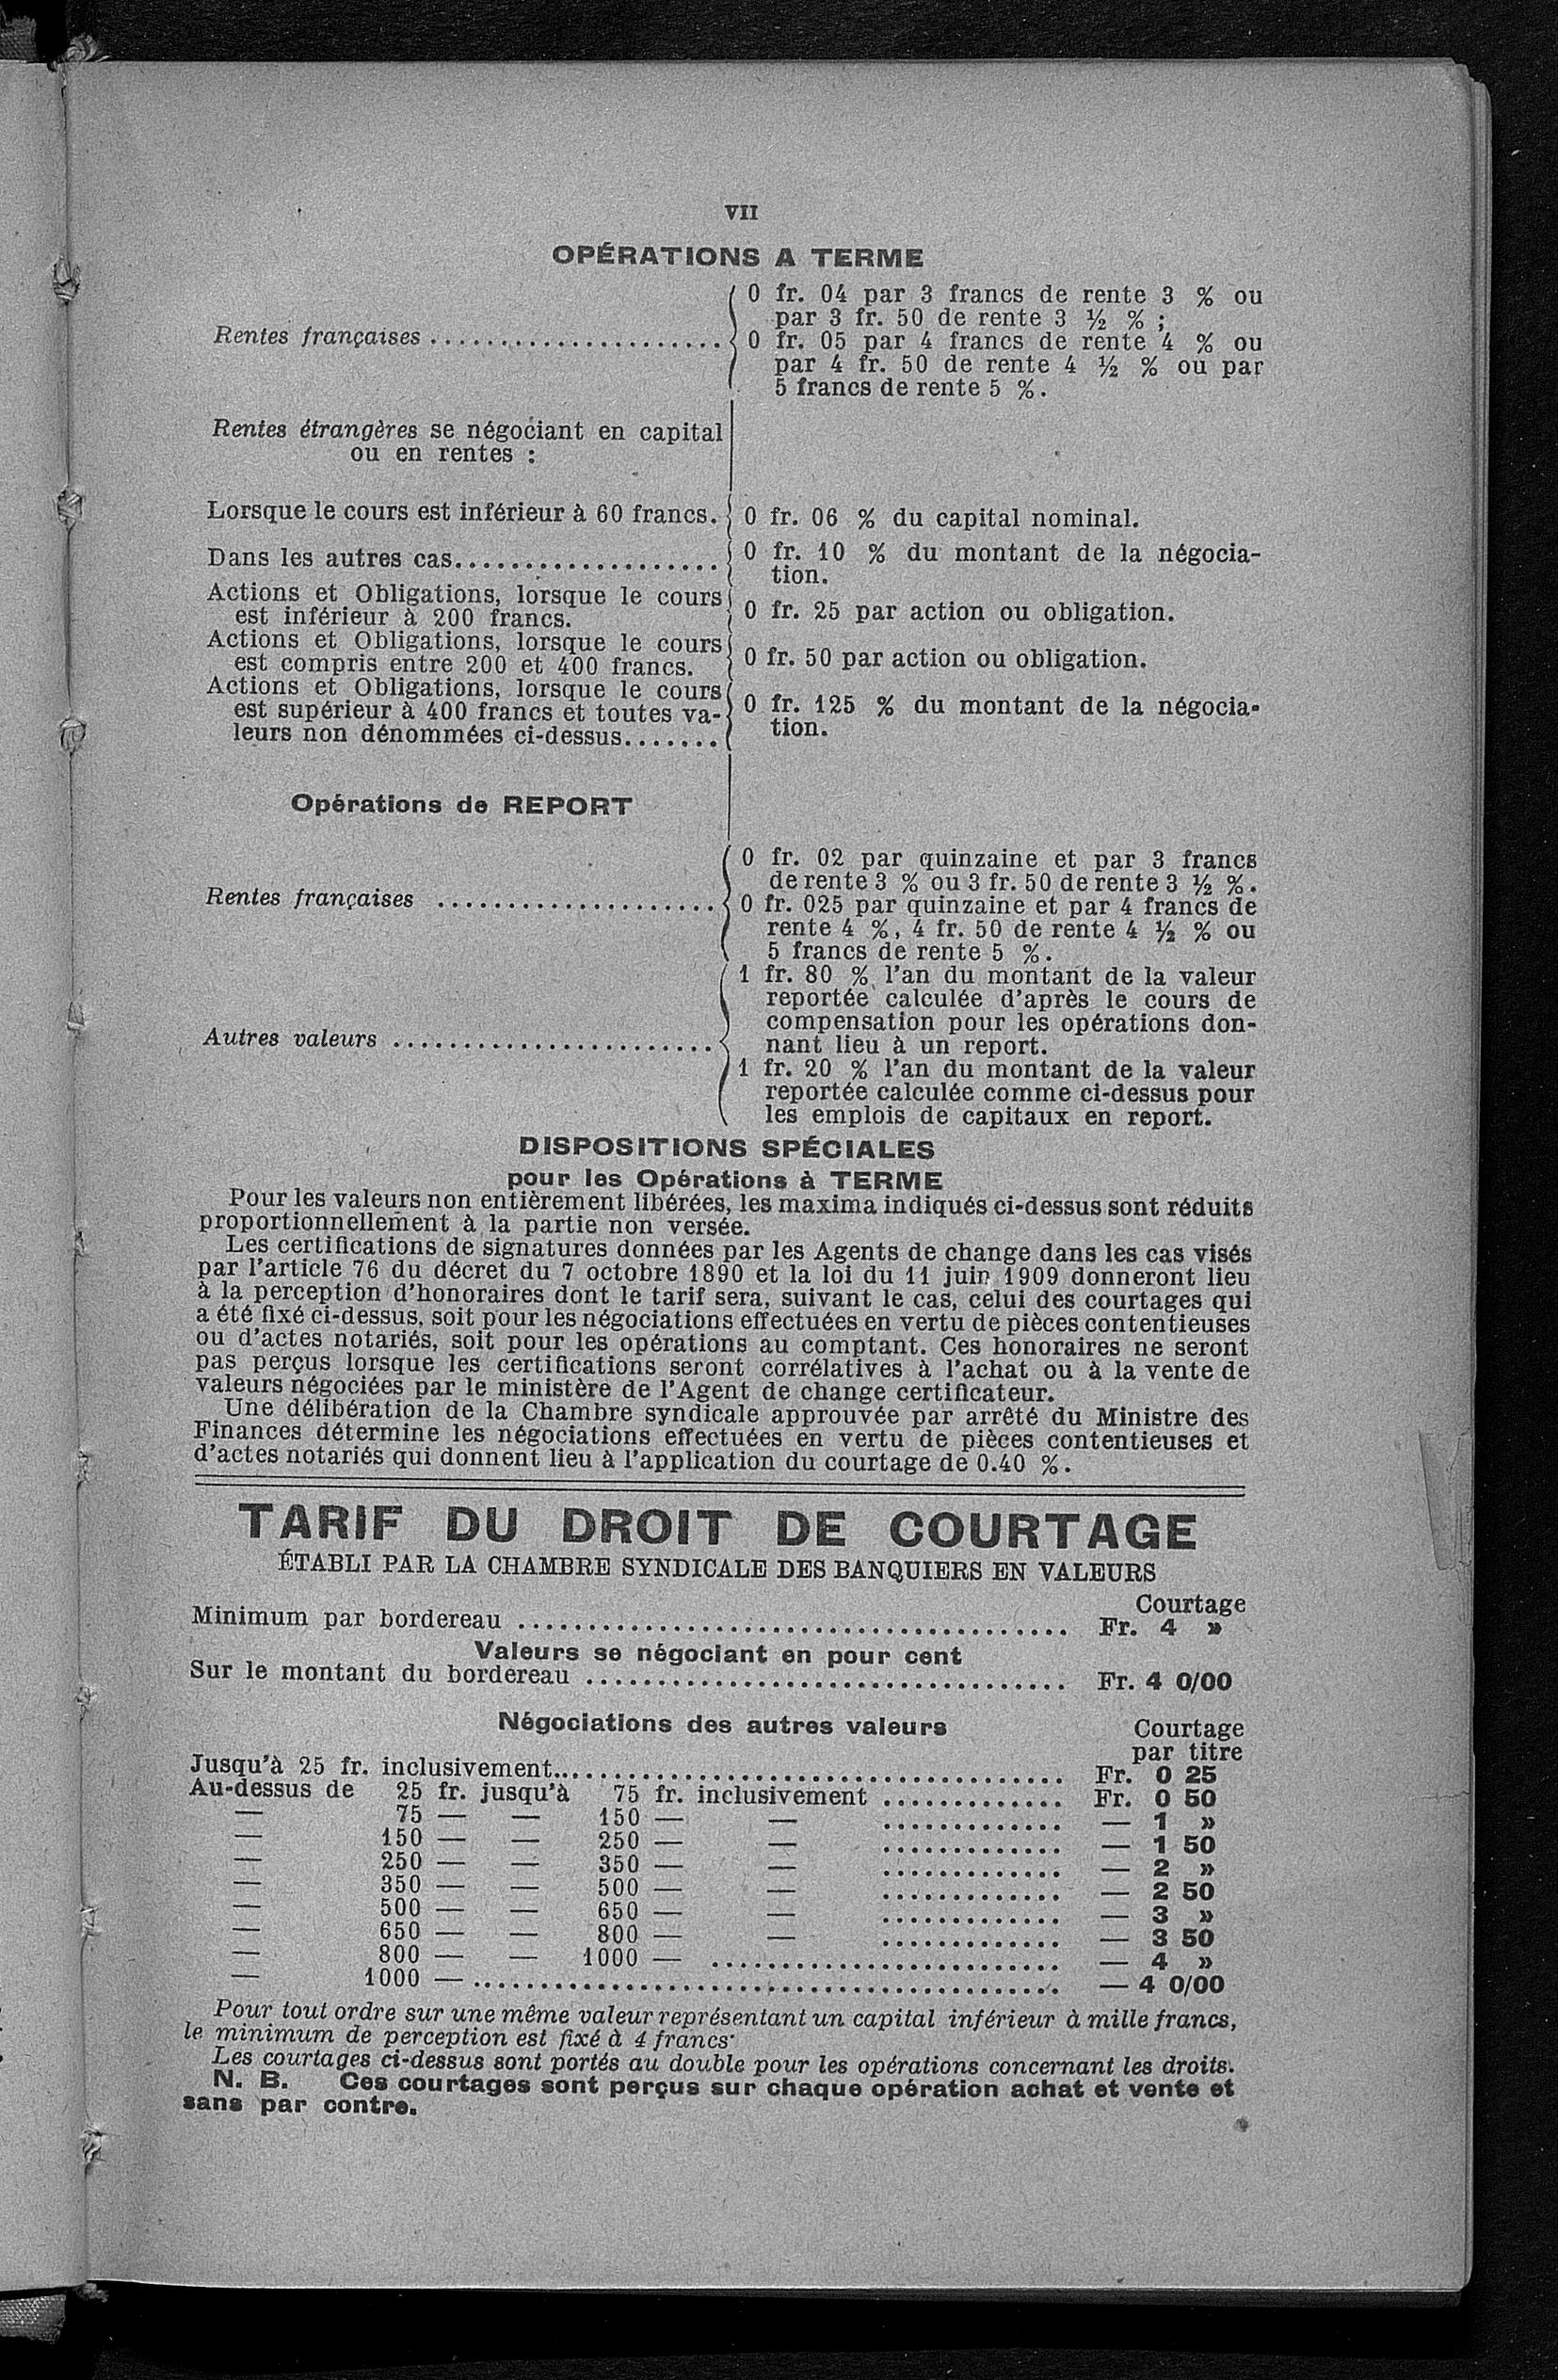 VII
OPÉRATIONS A TERME
Rentes françaises ......................
0 fr. 04 par 3 francs de rente 3 % ou
par 3 fr. 50 de rente 3 ½ % ;
0 fr. 05 par 4 francs de rente 4 % ou
par 4 fr. 50 de rente 4 ½ % ou par
5 francs de rente 5 %.
Rentes étrangères se négociant en capital
ou en rentes :
Lorsque le cours est inférieur à 60 francs.
0 fr. 06 % du capital nominal.
Dans les autres cas...................
0 fr. 10 % du montant de la négocia-
tion.
Actions et Obligations, lorsque le cours
est inférieur à 200 francs.
0 fr. 25 par action ou obligation.
Actions et Obligations, lorsque le cours
est compris entre 200 et 400 francs.
0 fr. 50 par action ou obligation.
Actions et Obligations, lorsque le cours
est supérieur à 400 francs et toutes va-
leurs non dénommées ci-dessus.......
0 fr. 125 % du montant de la négocia-
tion.
Opérations de REPORT
Rentes françaises ....................
0 fr. 02 par quinzaine et par 3 francs
de rente 3 % ou 3 fr. 50 de rente 3 ½ %.
0 fr. 025 par quinzaine et par 4 francs de
rente 4 %, 4 fr. 50 de rente 4 ½ % ou
5 francs de rente 5 %.
Autres valeurs .......................
1 fr. 80 % l'an du montant de la valeur
reportée calculée d'après le cours de
compensation pour les opérations don-
nant lieu à un report.
1 fr. 20 % l'an du montant de la valeur
reportée calculée comme ci-dessus pour
les emplois de capitaux en report.
DISPOSITIONS SPÉCIALES
pour les Opérations à TERME
Pour les valeurs non entièrement libérées, les maxima indiqués ci-dessus sont réduits
proportionnellement à la partie non versée.
Les certifications de signatures données par les Agents de change dans les cas visés
par l'article 76 du décret du 7 octobre 1890 et la loi du 11 juin 1909 donneront lieu
à la perception d'honoraires dont le tarif sera, suivant le cas, celui des courtages qui
a été fixé ci-dessus, soit pour les négociations effectuées en vertu de pièces contentieuses
ou d'actes notariés, soit pour les opérations au comptant. Ces honoraires ne seront
pas perçus lorsque les certifications seront corrélatives à l'achat ou à la vente de
valeurs négociées par le ministère de l'Agent de change certificateur.
Une délibération de la Chambre syndicale approuvée par arrêté du Ministre des
Finances détermine les négociations effectuées en vertu de pièces contentieuses et
d'actes notariés qui donnent lieu à l'application du courtage de 0.40 %.
TARIF DU DROIT DE COURTAGE
ÉTABLI PAR LA CHAMBRE SYNDICALE DES BANQUIERS EN VALEURS
Courtage
Minimum par bordereau ....................................... Fr. 4 »
Valeurs se négociant en pour cent
Sur le montant du bordereau .................................. Fr. 4 0/00
Négociations des autres valeurs
Courtage
par titre
Jusqu'à 25 fr. inclusivement.................................... Fr. 0 25
Au-dessus de 25 fr. jusqu'à 75 fr. inclusivement ............. Fr. 0 50
— 75 — — 150 — — ............. — 1 »
— 150 — — 250 — — ............. — 1 50
— 250 — — 350 — — ............. — 2 »
— 350 — — 500 — — ............. — 2 50
— 500 — — 650 — — ............. — 3 »
— 650 — — 800 — — ............. — 3 50
— 800 — — 1000 — ......................... — 4 »
— 1000 — .......................................... — 4 0/00
Pour tout ordre sur une même valeur représentant un capital inférieur à mille francs,
le minimum de perception est fixé à 4 francs.
Les courtages ci-dessus sont portés au double pour les opérations concernant les droits.
N. B. Ces courtages sont perçus sur chaque opération achat et vente et
sans par contre.